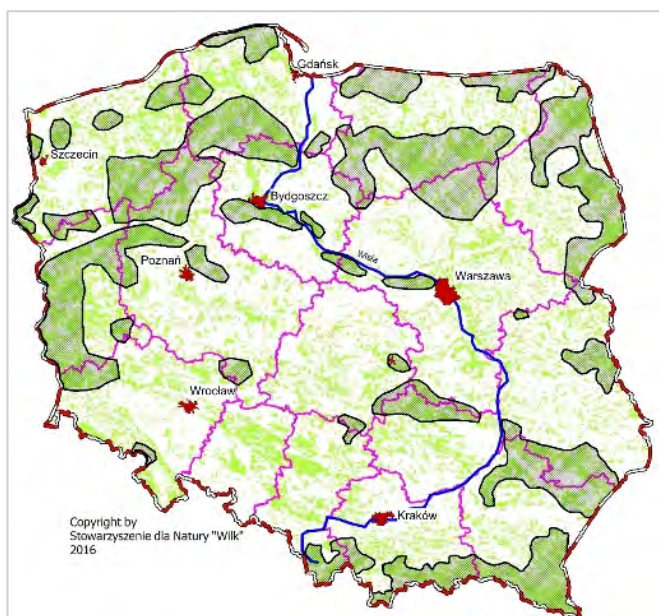 Gdańsk
Szczecin
Bydgoszcz
Wisła
Poznań
Warszawa
Wrocław
Kraków
Copyright by
Stowarzyszenie dla Natury "Wilk"
2016